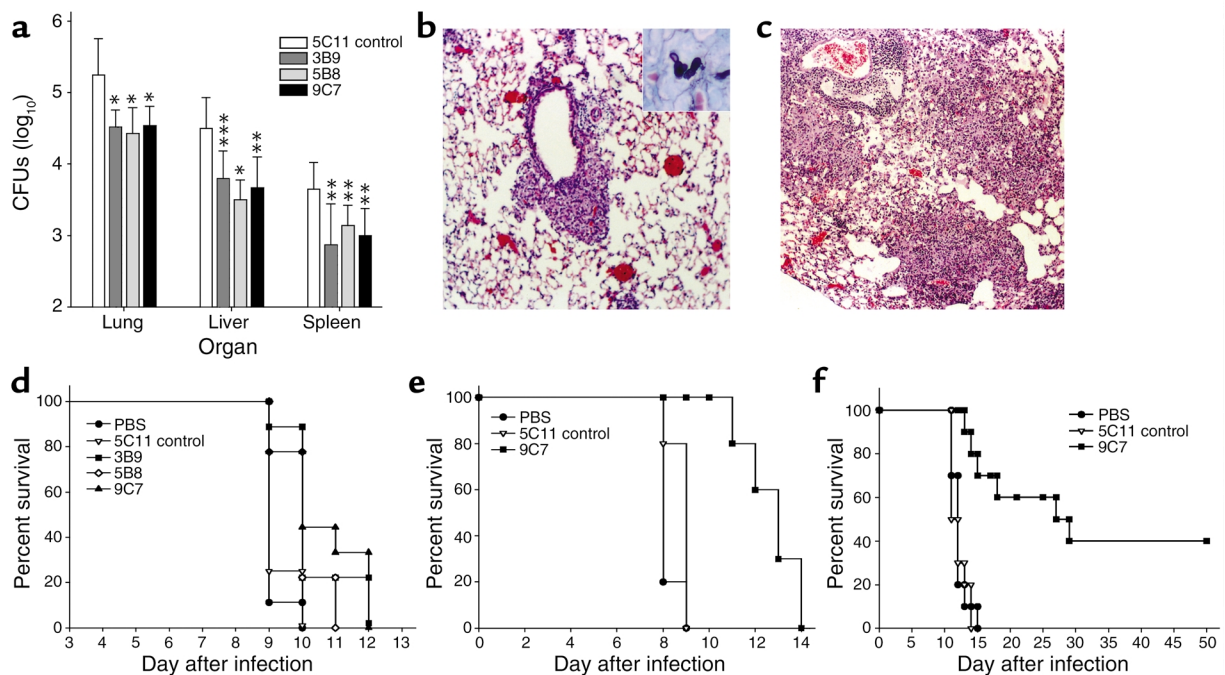 a
CFUs (log10)
6
5
4
3
2
5C11 control
3B9
5B8
9C7
* * *
*** * **
** ** **
Lung Liver Spleen
Organ
b
c
d
Percent survival
100
80
60
40
20
0
PBS
5C11 control
3B9
5B8
9C7
3 4 5 6 7 8 9 10 11 12 13
Day after infection
e
Percent survival
100
80
60
40
20
0
PBS
5C11 control
9C7
0 2 4 6 8 10 12 14
Day after infection
f
Percent survival
100
80
60
40
20
0
PBS
5C11 control
9C7
0 5 10 15 20 25 30 35 40 45 50
Day after infection